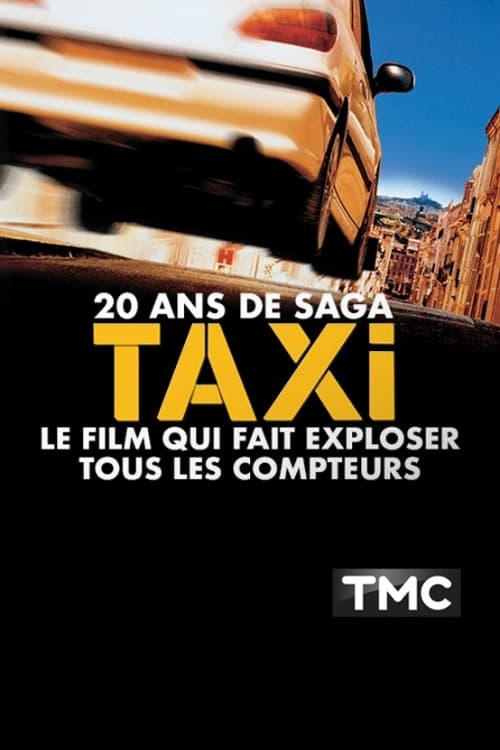 20 ANS DE SAGA
TAXi
LE FILM QUI FAIT EXPLOSER
TOUS LES COMPTEURS
TMC